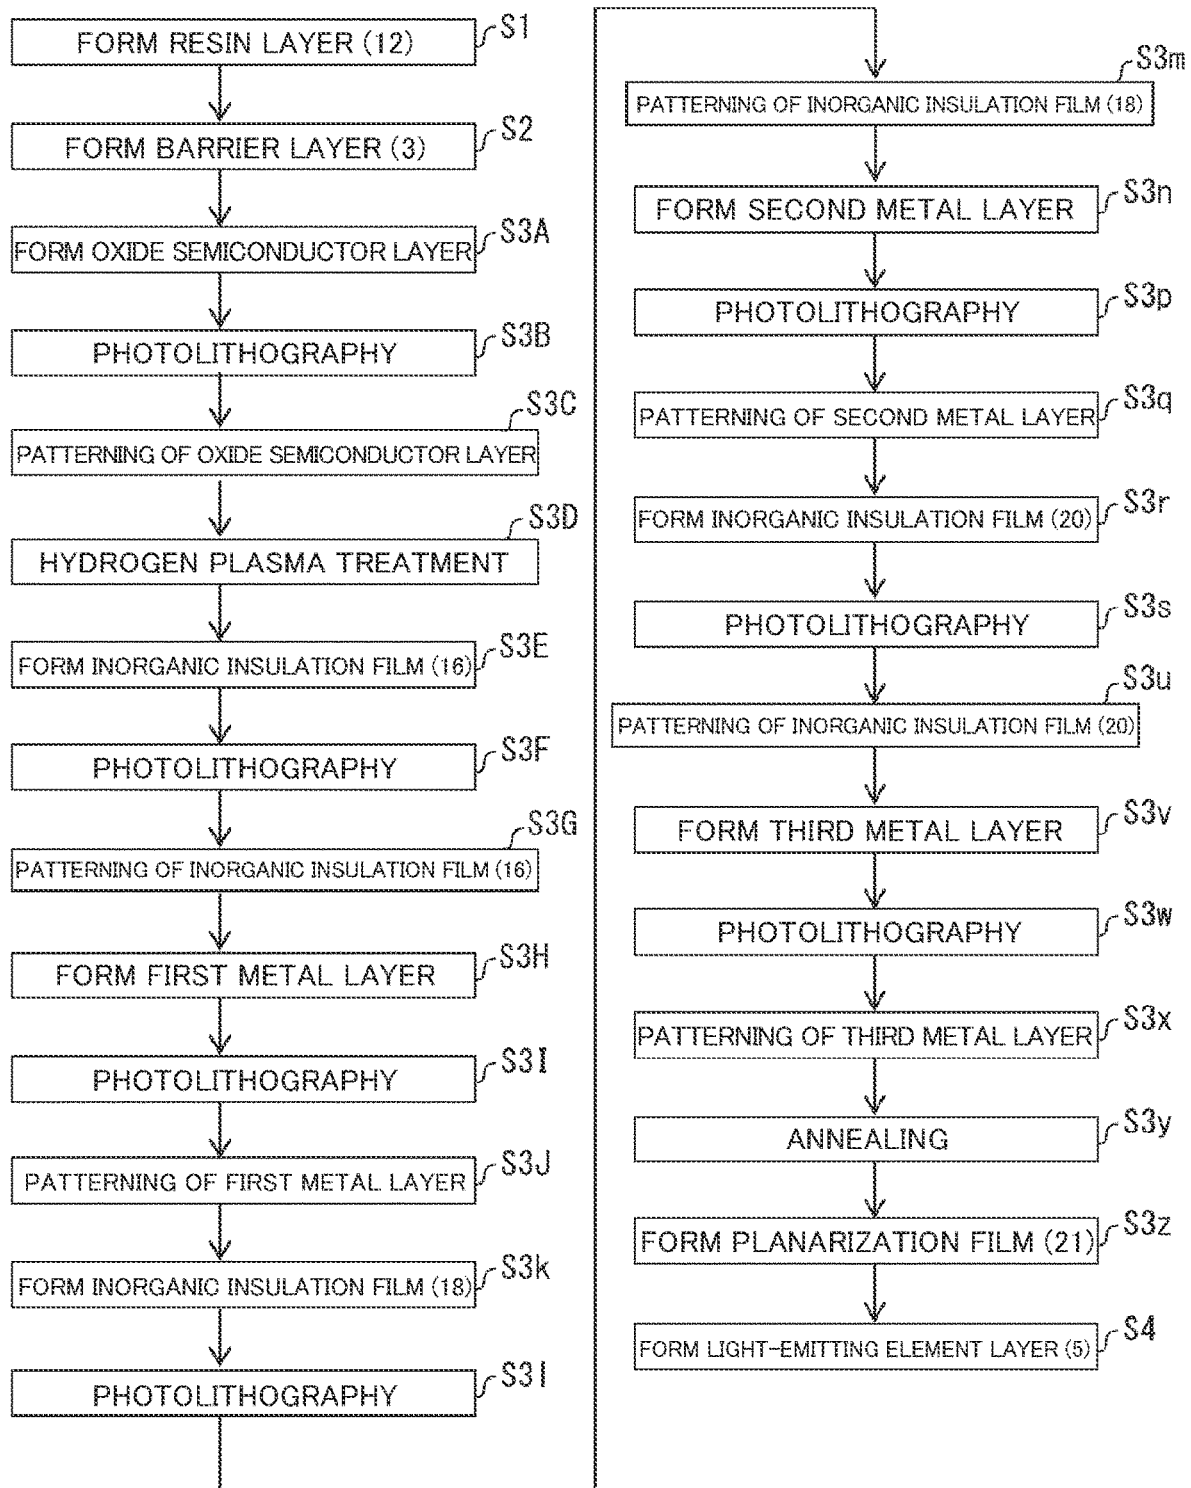 S1
FORM RESIN LAYER (12)
S2
FORM BARRIER LAYER (3)
S3A
FORM OXIDE SEMICONDUCTOR LAYER
S3B
PHOTOLITHOGRAPHY
S3C
PATTERNING OF OXIDE SEMICONDUCTOR LAYER
S3D
HYDROGEN PLASMA TREATMENT
S3E
FORM INORGANIC INSULATION FILM (16)
S3F
PHOTOLITHOGRAPHY
S3G
PATTERNING OF INORGANIC INSULATION FILM (16)
S3H
FORM FIRST METAL LAYER
S3I
PHOTOLITHOGRAPHY
S3J
PATTERNING OF FIRST METAL LAYER
S3k
FORM INORGANIC INSULATION FILM (18)
S3l
PHOTOLITHOGRAPHY
S3m
PATTERNING OF INORGANIC INSULATION FILM (18)
S3n
FORM SECOND METAL LAYER
S3p
PHOTOLITHOGRAPHY
S3q
PATTERNING OF SECOND METAL LAYER
S3r
FORM INORGANIC INSULATION FILM (20)
S3s
PHOTOLITHOGRAPHY
S3u
PATTERNING OF INORGANIC INSULATION FILM (20)
S3v
FORM THIRD METAL LAYER
S3w
PHOTOLITHOGRAPHY
S3x
PATTERNING OF THIRD METAL LAYER
S3y
ANNEALING
S3z
FORM PLANARIZATION FILM (21)
S4
FORM LIGHT-EMITTING ELEMENT LAYER (5)